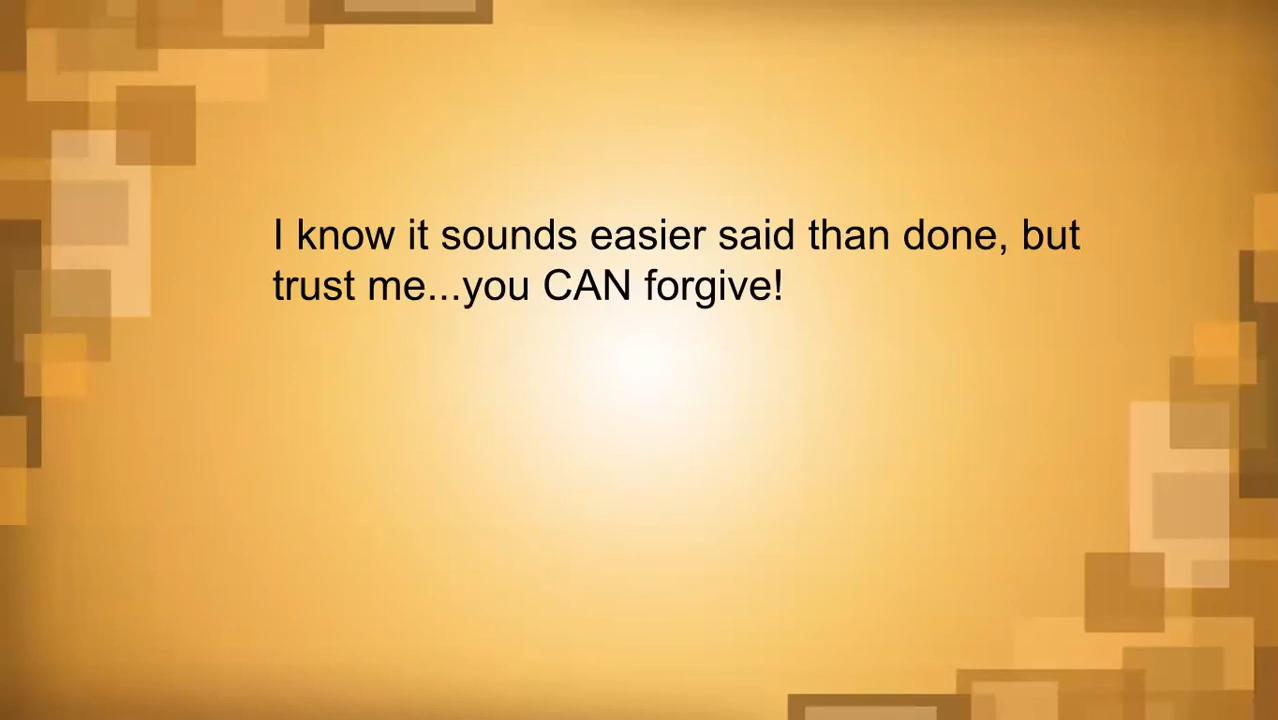 I know it sounds easier said than done, but
trust me...you CAN forgive!